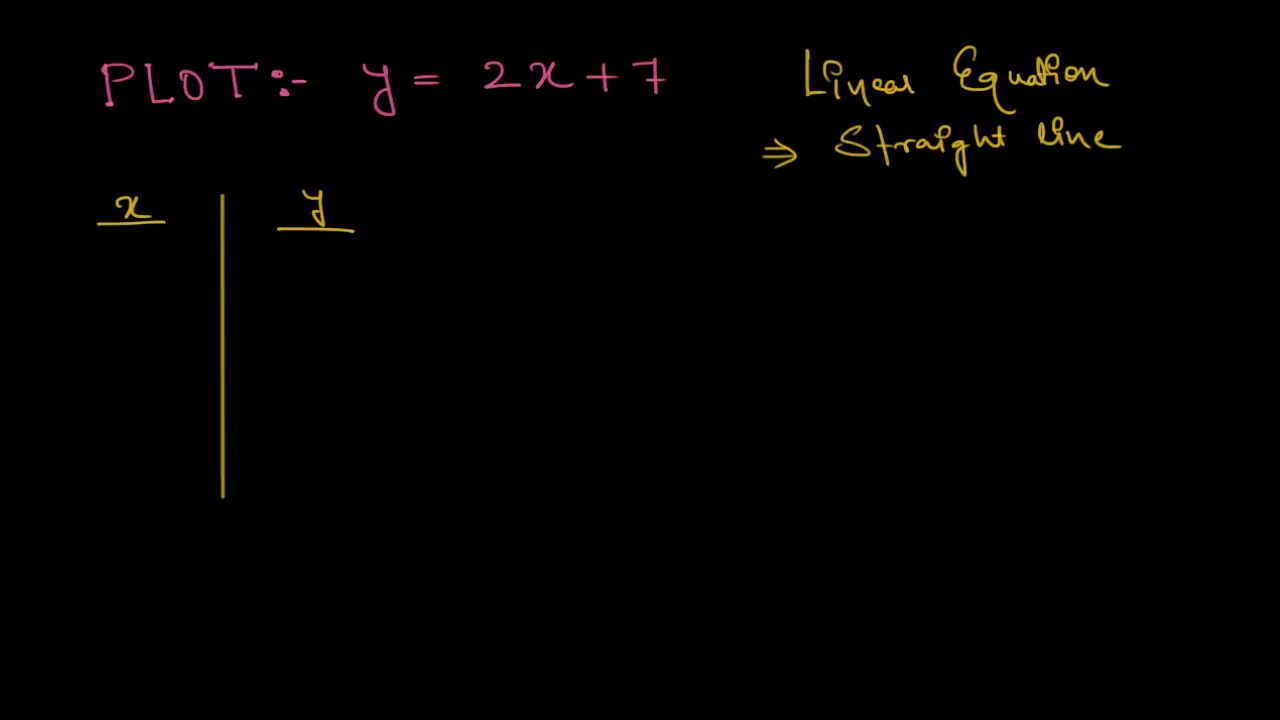 PLOT:- y = 2x+7
Linear Equation
⇒ Straight line
x y